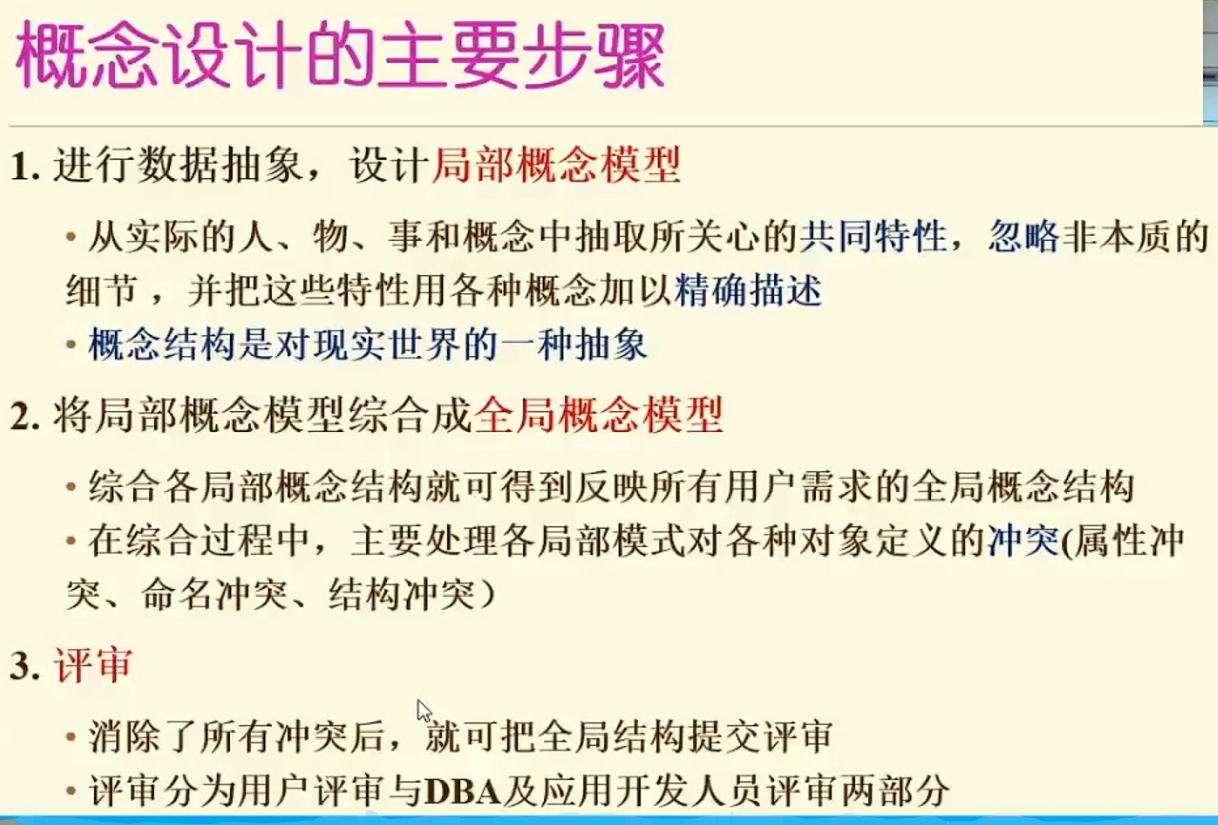 概念设计的主要步骤
1. 进行数据抽象，设计局部概念模型
• 从实际的人、物、事和概念中抽取所关心的共同特性，忽略非本质的
细节 ，并把这些特性用各种概念加以精确描述
• 概念结构是对现实世界的一种抽象
2. 将局部概念模型综合成全局概念模型
• 综合各局部概念结构就可得到反映所有用户需求的全局概念结构
• 在综合过程中，主要处理各局部模式对各种对象定义的冲突(属性冲
突、命名冲突、结构冲突）
3. 评审
• 消除了所有冲突后，就可把全局结构提交评审
• 评审分为用户评审与DBA及应用开发人员评审两部分